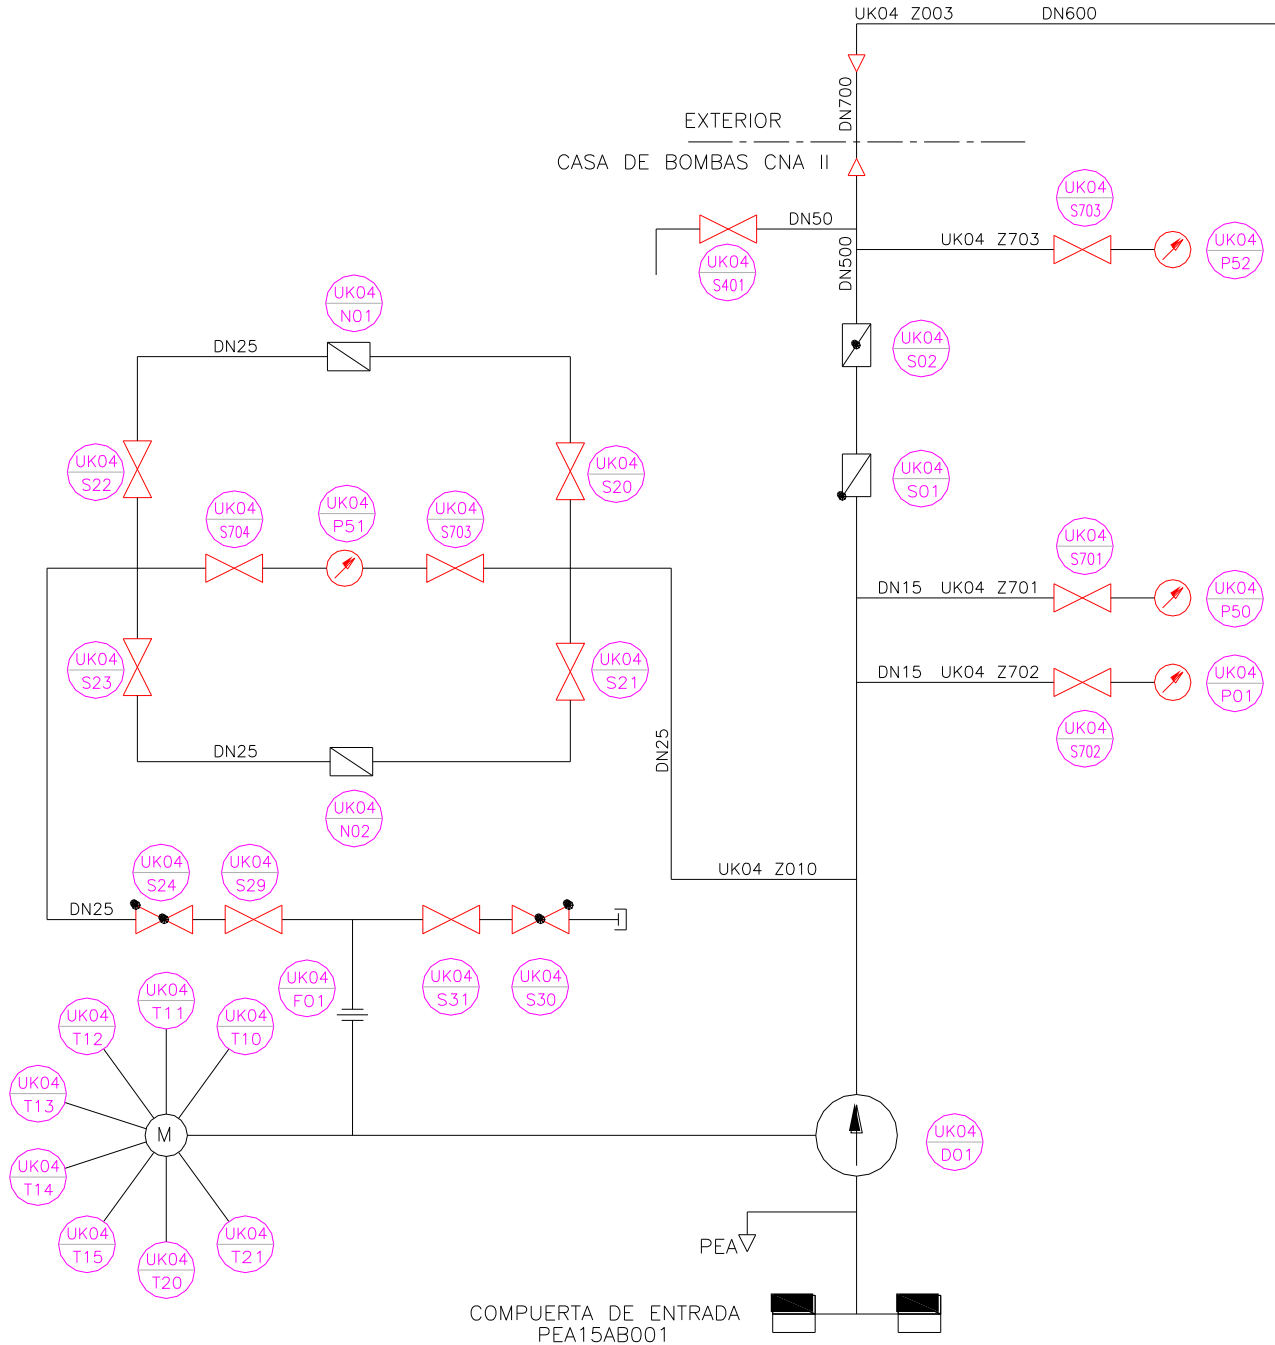 UK04 Z003
DN600
DN700
EXTERIOR
CASA DE BOMBAS CNA II
UK04
S703
DN50
DN500
UK04 Z703
UK04
P52
UK04
S401
UK04
N01
DN25
UK04
S02
UK04
S22
UK04
S20
UK04
S01
UK04
S704
UK04
P51
UK04
S703
UK04
S701
DN15 UK04 Z701
UK04
P50
UK04
S23
UK04
S21
DN15 UK04 Z702
UK04
P01
UK04
S702
DN25
DN25
UK04
N02
UK04 Z010
UK04
S24
UK04
S29
DN25
UK04
F01
UK04
S31
UK04
S30
UK04
T11
UK04
T12
UK04
T10
UK04
T13
M
UK04
D01
UK04
T14
UK04
T15
UK04
T20
UK04
T21
PEA
COMPUERTA DE ENTRADA
PEA15AB001